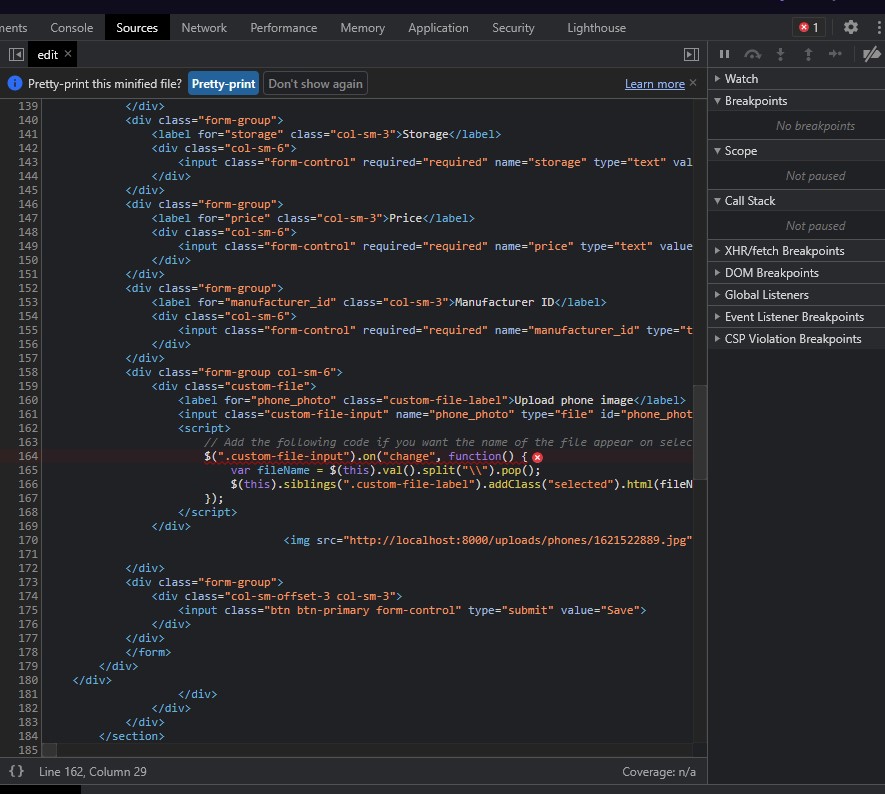 ments Console Sources Network Performance Memory Application Security Lighthouse 1
edit ×
Pretty-print this minified file? Pretty-print Don't show again Learn more ×
139 </div>
140 <div class="form-group">
141 <label for="storage" class="col-sm-3">Storage</label>
142 <div class="col-sm-6">
143 <input class="form-control" required="required" name="storage" type="text" val
144 </div>
145 </div>
146 <div class="form-group">
147 <label for="price" class="col-sm-3">Price</label>
148 <div class="col-sm-6">
149 <input class="form-control" required="required" name="price" type="text" value
150 </div>
151 </div>
152 <div class="form-group">
153 <label for="manufacturer_id" class="col-sm-3">Manufacturer ID</label>
154 <div class="col-sm-6">
155 <input class="form-control" required="required" name="manufacturer_id" type="t
156 </div>
157 </div>
158 <div class="form-group col-sm-6">
159 <div class="custom-file">
160 <label for="phone_photo" class="custom-file-label">Upload phone image</label>
161 <input class="custom-file-input" name="phone_photo" type="file" id="phone_phot
162 <script>
163 // Add the following code if you want the name of the file appear on selec
164 $(".custom-file-input").on("change", function() {
165 var fileName = $(this).val().split("\\").pop();
166 $(this).siblings(".custom-file-label").addClass("selected").html(fileN
167 });
168 </script>
169 </div>
170 <img src="http://localhost:8000/uploads/phones/1621522889.jpg"
171
172 </div>
173 <div class="form-group">
174 <div class="col-sm-offset-3 col-sm-3">
175 <input class="btn btn-primary form-control" type="submit" value="Save">
176 </div>
177 </div>
178 </form>
179 </div>
180 </div>
181 </div>
182 </div>
183 </div>
184 </section>
185
{} Line 162, Column 29 Coverage: n/a
Watch
Breakpoints
No breakpoints
Scope
Not paused
Call Stack
Not paused
XHR/fetch Breakpoints
DOM Breakpoints
Global Listeners
Event Listener Breakpoints
CSP Violation Breakpoints